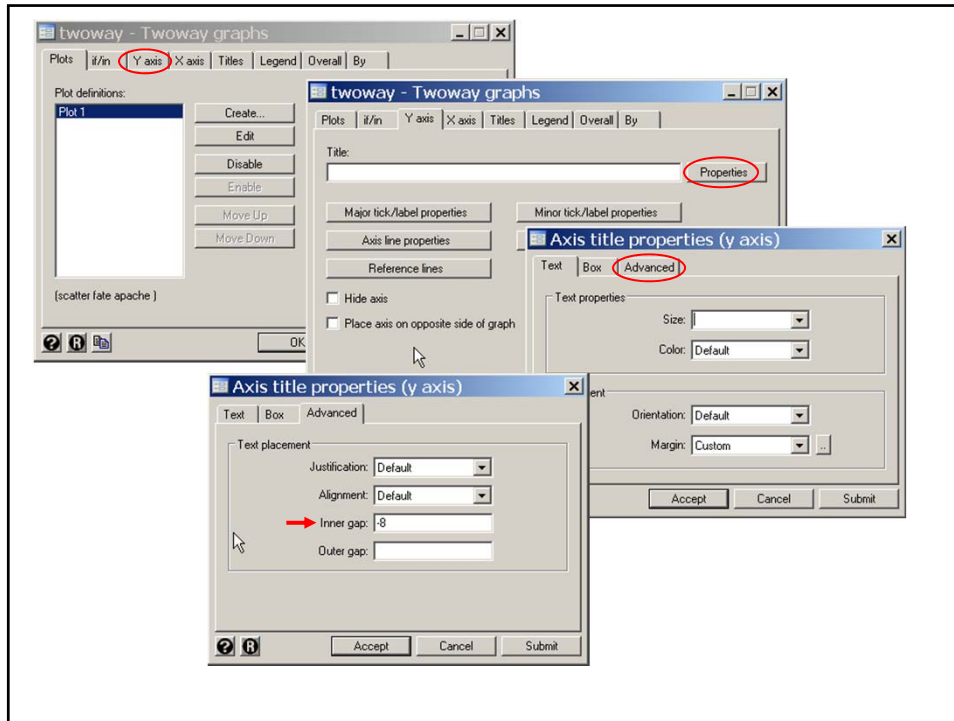 twoway - Twoway graphs
Plots if/in Y axis X axis Titles Legend Overall By
Plot definitions:
Plot 1
Create...
Edit
Disable
Enable
Move Up
Move Down
(scatter fate apache )
OK
twoway - Twoway graphs
Plots if/in Y axis X axis Titles Legend Overall By
Title:
Properties
Major tick/label properties Minor tick/label properties
Axis line properties
Reference lines
Hide axis
Place axis on opposite side of graph
Axis title properties (y axis)
Text Box Advanced
Text properties
Size:
Color: Default
ent
Orientation: Default
Margin: Custom ..
Accept Cancel Submit
Axis title properties (y axis)
Text Box Advanced
Text placement
Justification: Default
Alignment: Default
Inner gap: -8
Outer gap:
? R Accept Cancel Submit